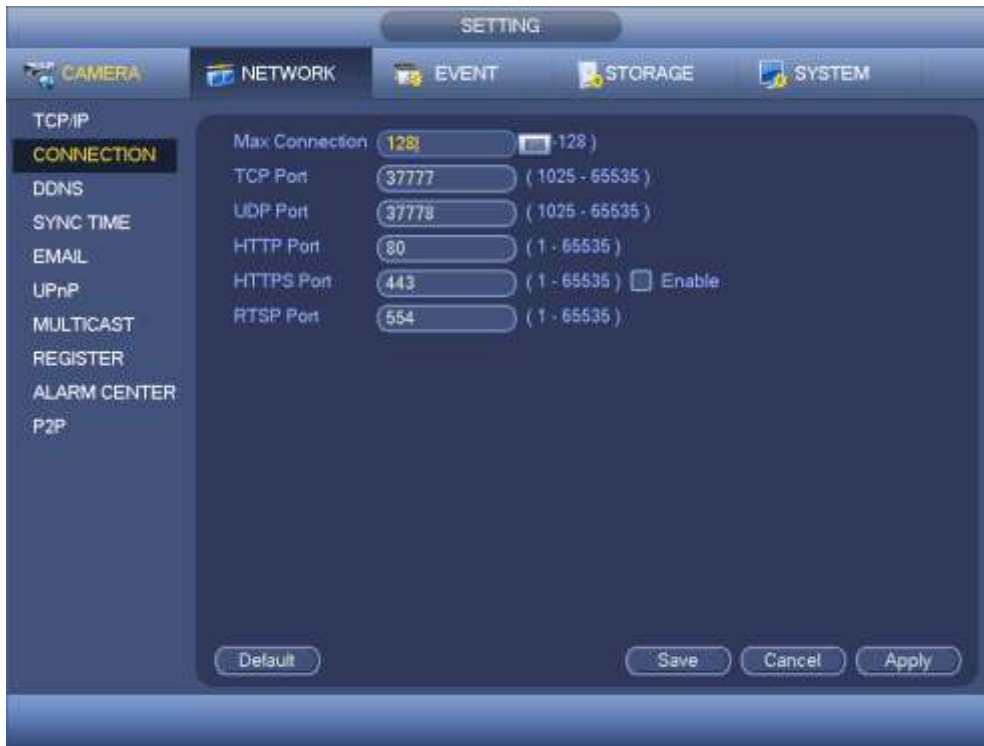 SETTING
CAMERA NETWORK EVENT STORAGE SYSTEM
TCP/IP
CONNECTION
DDNS
SYNC TIME
EMAIL
UPnP
MULTICAST
REGISTER
ALARM CENTER
P2P
Max Connection 128 -128 )
TCP Port 37777 ( 1025 - 65535 )
UDP Port 37778 ( 1025 - 65535 )
HTTP Port 80 ( 1 - 65535 )
HTTPS Port 443 ( 1 - 65535 ) Enable
RTSP Port 554 ( 1 - 65535 )
Default Save Cancel Apply